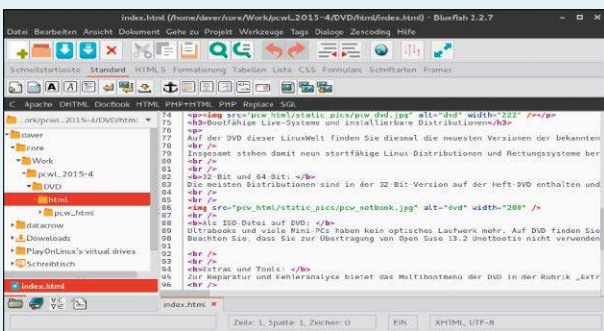 index.html (/home/daver/core/Work/pcwl_2015-4/DVD/html/index.html) - Bluefish 2.2.7
Datei Bearbeiten Ansicht Dokument Gehe zu Projekt Werkzeuge Tags Dialoge Zencoding Hilfe
Schnellstartleiste Standard HTML 5 Formatierung Tabellen Liste CSS Formulare Schriftarten Frames
C Apache DHTML DocBook HTML PHP+HTML PHP Replace SQL
...ork/pcwl_2015-4/DVD/html
daver
core
Work
pcwl_2015-4
DVD
html
pcw_html
datacrow
Downloads
PlayOnLinux's virtual drives
Schreibtisch
index.html
74 <p><img src="pcw_html/static_pics/pcw_dvd.jpg" alt="dvd" width="222" /></p>
75 <h3>Bootfähige Live-Systeme und installierbare Distributionen</h3>
76 <p>
77 Auf der DVD dieser LinuxWelt finden Sie diesmal die neuesten Versionen der bekannten
78 <br />
79 Insgesamt stehen damit neun startfähige Linux-Distributionen und Rettungssysteme ber
80 <br />
81 <br />
82 <b>32-Bit und 64-Bit: </b>
83 Die meisten Distributionen sind in der 32-Bit-Version auf der Heft-DVD enthalten und
84 <br />
85 <br />
86 <img src="pcw_html/static_pics/pcw_netbook.jpg" alt="dvd" width="200" />
87 <br />
88 <b>Als ISO-Datei auf DVD: </b>
89 Ultrabooks und viele Mini-PCs haben kein optisches Laufwerk mehr. Auf DVD finden Sie
90 Beachten Sie, dass Sie zur Übertragung von Open Suse 13.2 Unetbootin nicht verwenden
91
92 <br />
93 <br />
94 <b>Extras und Tools: </b>
95 Zur Reparatur und Fehleranalyse bietet das Multibootmenü der DVD in der Rubrik „Extr
96 <br />
index.html
Zeile: 1, Spalte: 1, Zeichen: 0 EIN XHTML, UTF-8